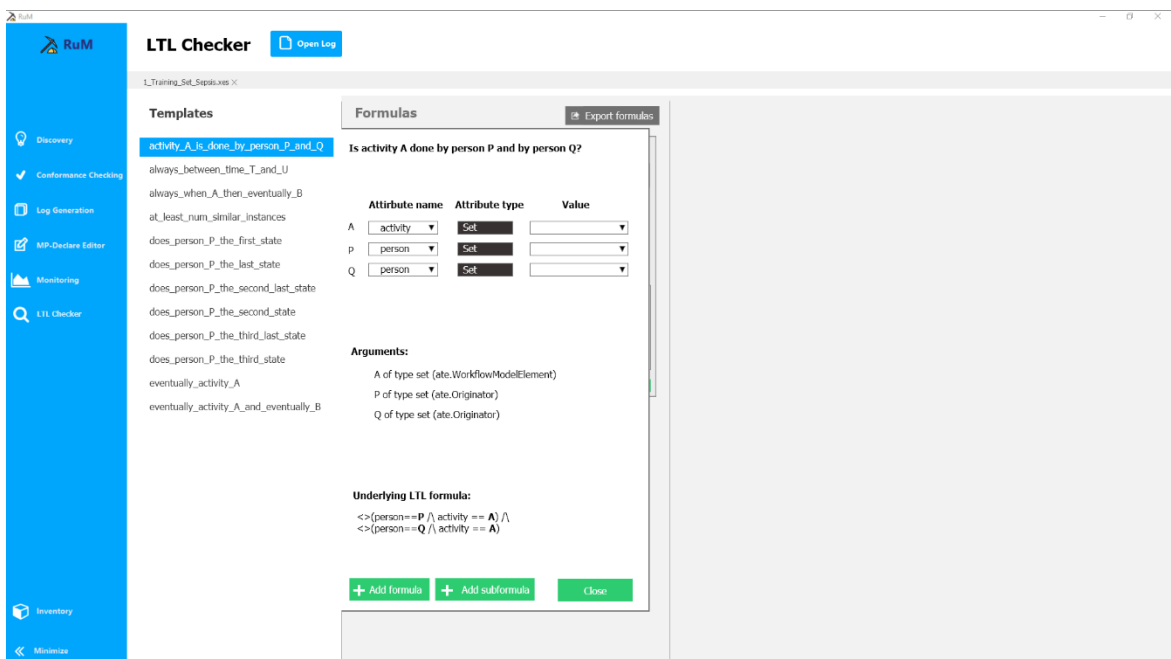 RuM
RuM
LTL Checker
Open Log
1_Training_Set_Sepsis.xes
Discovery
Conformance Checking
Log Generation
MP-Declare Editor
Monitoring
LTL Checker
Inventory
Minimize
Templates
activity_A_is_done_by_person_P_and_Q
always_between_time_T_and_U
always_when_A_then_eventually_B
at_least_num_similar_instances
does_person_P_the_first_state
does_person_P_the_last_state
does_person_P_the_second_last_state
does_person_P_the_second_state
does_person_P_the_third_last_state
does_person_P_the_third_state
eventually_activity_A
eventually_activity_A_and_eventually_B
Formulas
Export formulas
Is activity A done by person P and by person Q?
Attirbute name Attribute type Value
A activity Set
P person Set
Q person Set
Arguments:
A of type set (ate.WorkflowModelElement)
P of type set (ate.Originator)
Q of type set (ate.Originator)
Underlying LTL formula:
<>(person==P /\ activity == A) /\
<>(person==Q /\ activity == A)
Add formula
Add subformula
Close